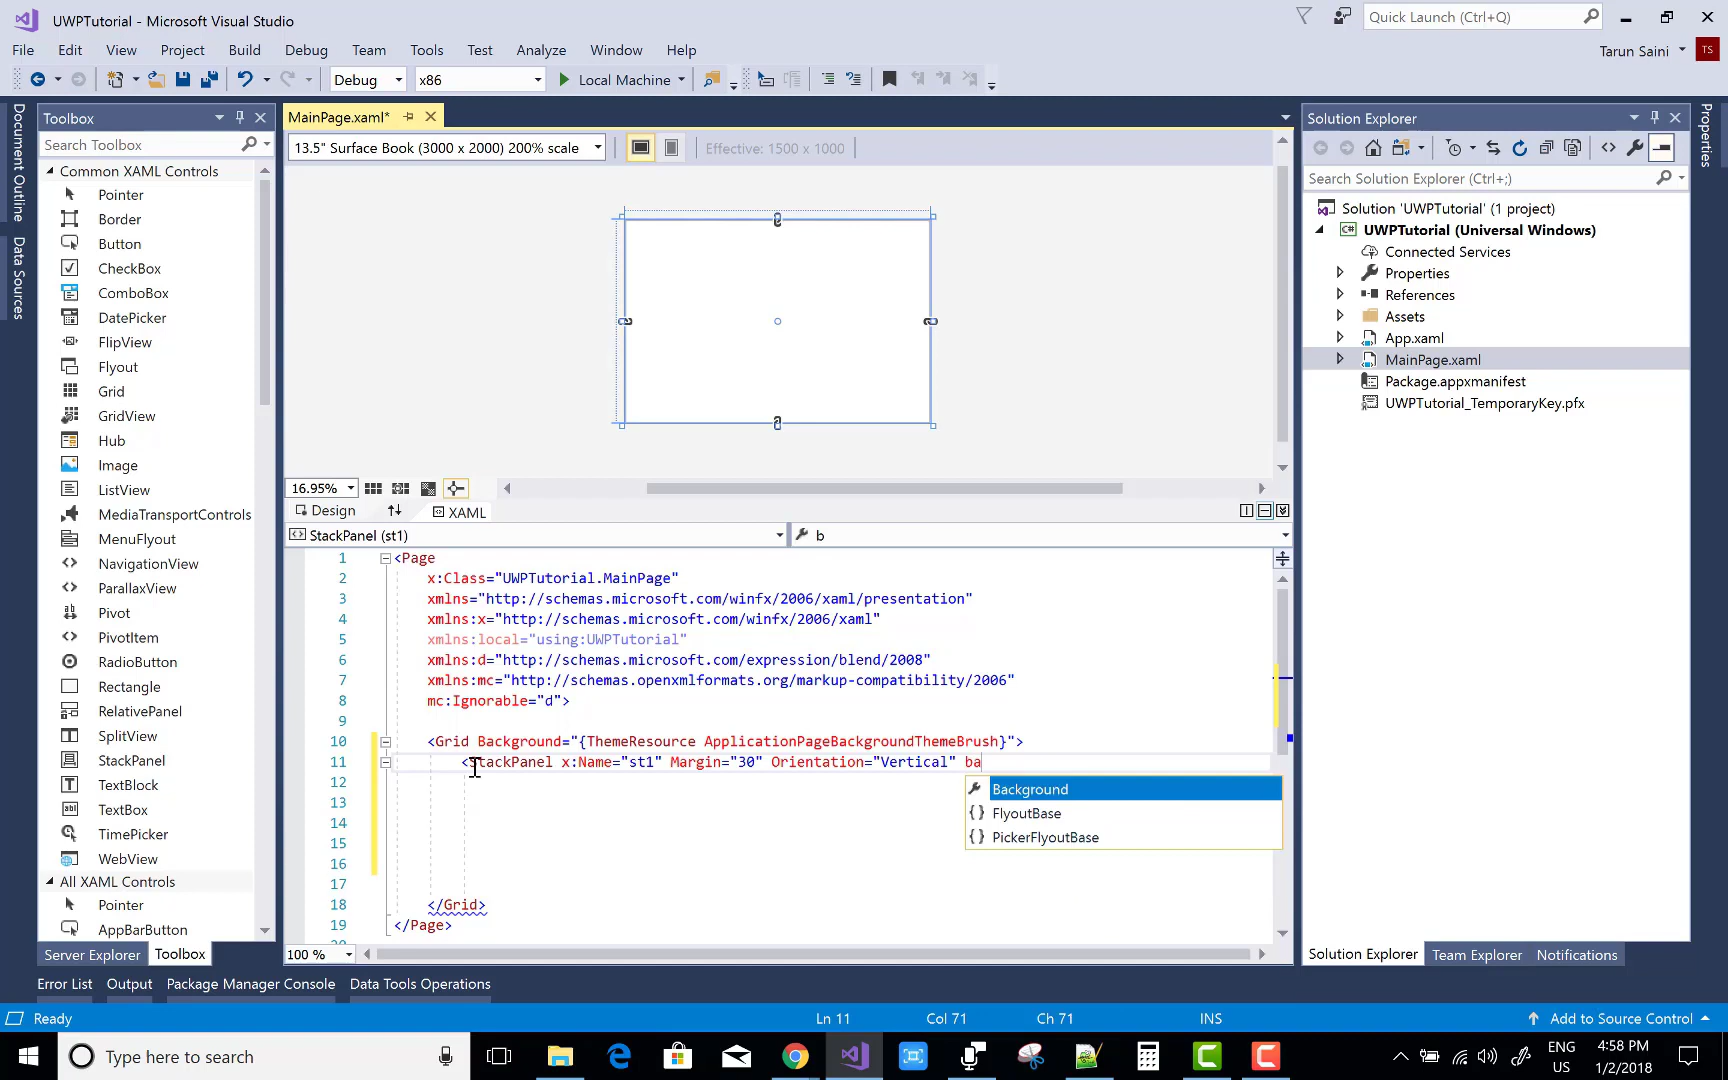 UWPTutorial - Microsoft Visual Studio
Quick Launch (Ctrl+Q)
File Edit View Project Build Debug Team Tools Test Analyze Window Help
Tarun Saini
TS
Debug x86 Local Machine
Document Outline
Data Sources
Toolbox
Search Toolbox
Common XAML Controls
Pointer
Border
Button
CheckBox
ComboBox
DatePicker
FlipView
Flyout
Grid
GridView
Hub
Image
ListView
MediaTransportControls
MenuFlyout
NavigationView
ParallaxView
Pivot
PivotItem
RadioButton
Rectangle
RelativePanel
SplitView
StackPanel
TextBlock
TextBox
TimePicker
WebView
All XAML Controls
Pointer
AppBarButton
Server Explorer Toolbox
MainPage.xaml*
13.5" Surface Book (3000 x 2000) 200% scale
Effective: 1500 x 1000
16.95%
Design XAML
StackPanel (st1)
b
1 <Page
2 x:Class="UWPTutorial.MainPage"
3 xmlns="http://schemas.microsoft.com/winfx/2006/xaml/presentation"
4 xmlns:x="http://schemas.microsoft.com/winfx/2006/xaml"
5 xmlns:local="using:UWPTutorial"
6 xmlns:d="http://schemas.microsoft.com/expression/blend/2008"
7 xmlns:mc="http://schemas.openxmlformats.org/markup-compatibility/2006"
8 mc:Ignorable="d">
9
10 <Grid Background="{ThemeResource ApplicationPageBackgroundThemeBrush}">
11 <StackPanel x:Name="st1" Margin="30" Orientation="Vertical" ba
12
13
14
15
16
17
18 </Grid>
19 </Page>
20
Background
FlyoutBase
PickerFlyoutBase
100 %
Solution Explorer
Search Solution Explorer (Ctrl+;)
Solution 'UWPTutorial' (1 project)
UWPTutorial (Universal Windows)
Connected Services
Properties
References
Assets
App.xaml
MainPage.xaml
Package.appxmanifest
UWPTutorial_TemporaryKey.pfx
Solution Explorer Team Explorer Notifications
Properties
Error List Output Package Manager Console Data Tools Operations
Ready
Ln 11 Col 71 Ch 71 INS
Add to Source Control
Type here to search
ENG
US
4:58 PM
1/2/2018